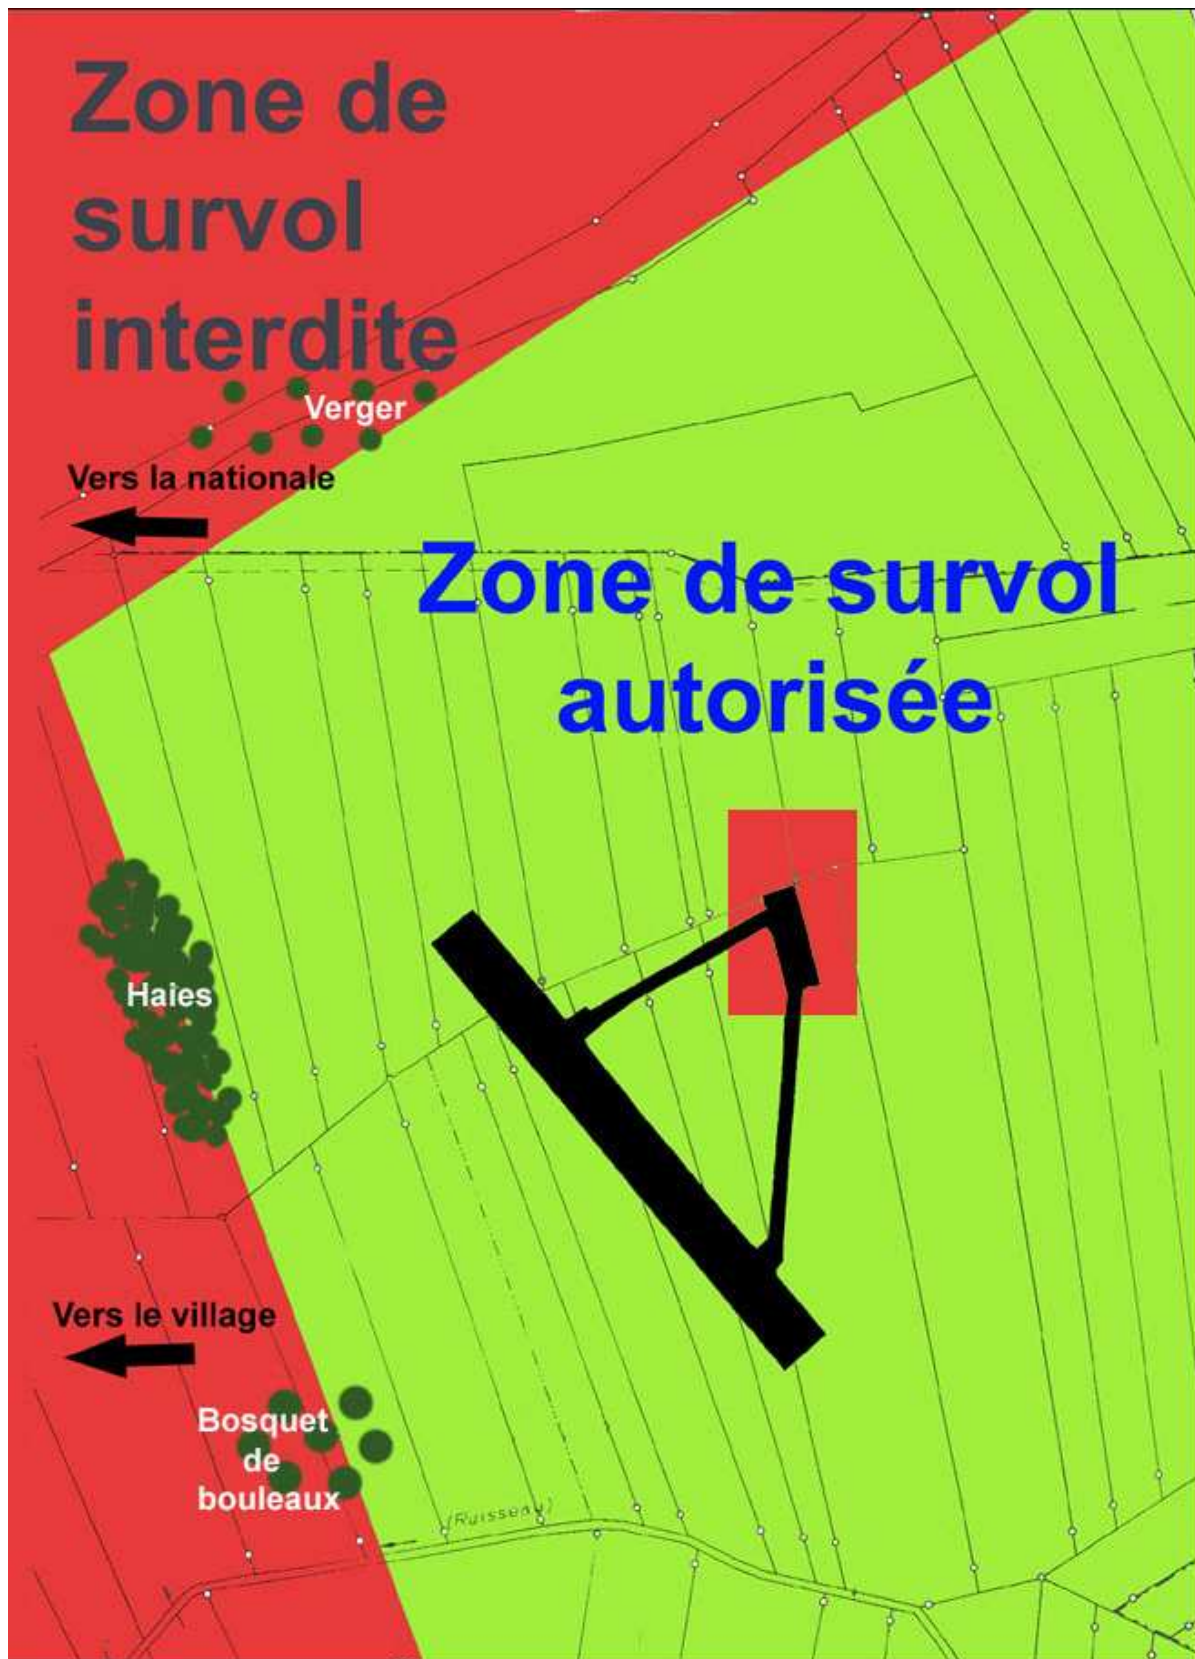 Zone de
survol
interdite
Verger
Vers la nationale
Zone de survol
autorisée
Haies
Vers le village
Bosquet
de
bouleaux
(Ruisseau)